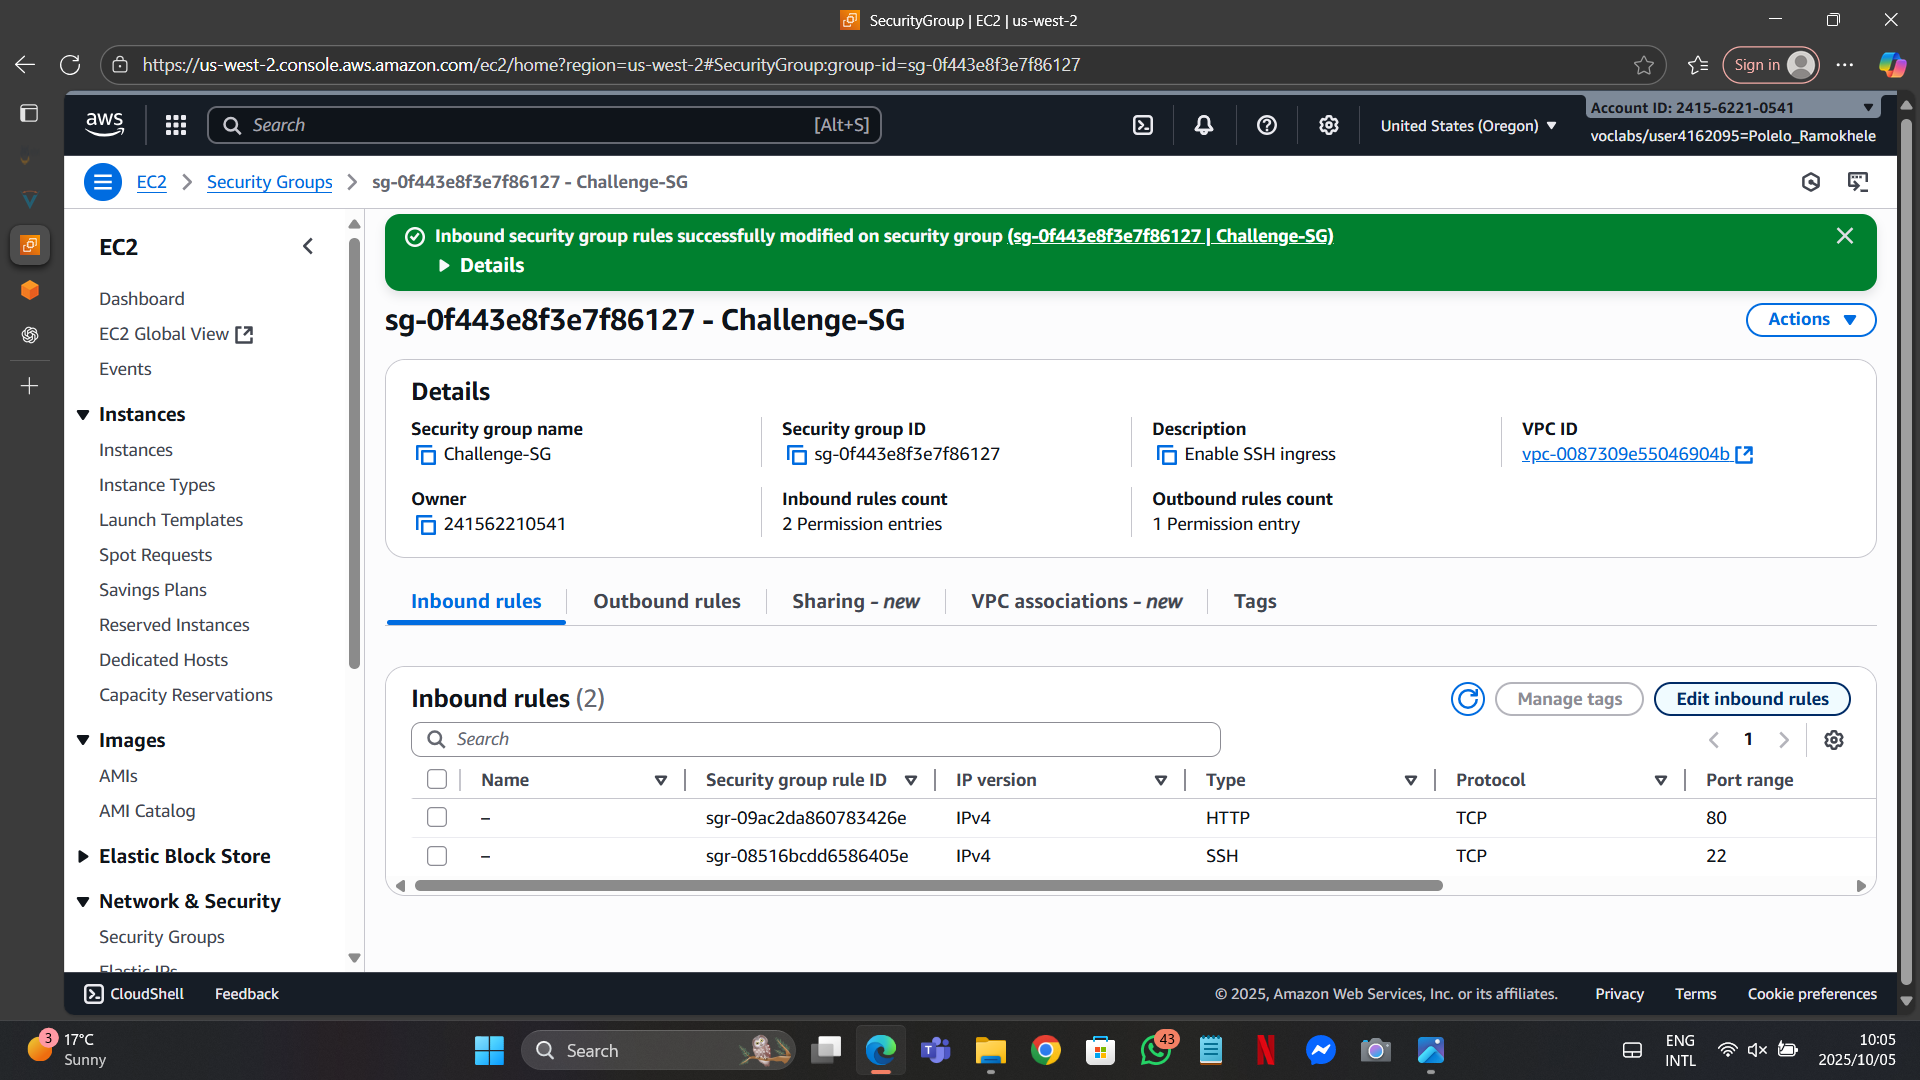 SecurityGroup | EC2 | us-west-2
https://us-west-2.console.aws.amazon.com/ec2/home?region=us-west-2#SecurityGroup:group-id=sg-0f443e8f3e7f86127
Sign in
aws
Search
[Alt+S]
United States (Oregon)
Account ID: 2415-6221-0541
voclabs/user4162095=Polelo_Ramokhele
EC2
Security Groups
sg-0f443e8f3e7f86127 - Challenge-SG
EC2
Dashboard
EC2 Global View
Events
Instances
Instances
Instance Types
Launch Templates
Spot Requests
Savings Plans
Reserved Instances
Dedicated Hosts
Capacity Reservations
Images
AMIs
AMI Catalog
Elastic Block Store
Network & Security
Security Groups
Elastic IPs
Inbound security group rules successfully modified on security group (sg-0f443e8f3e7f86127 | Challenge-SG)
Details
sg-0f443e8f3e7f86127 - Challenge-SG
Actions
Details
Security group name
Challenge-SG
Security group ID
sg-0f443e8f3e7f86127
Description
Enable SSH ingress
VPC ID
vpc-0087309e55046904b
Owner
241562210541
Inbound rules count
2 Permission entries
Outbound rules count
1 Permission entry
Inbound rules
Outbound rules
Sharing - new
VPC associations - new
Tags
Inbound rules (2)
Manage tags
Edit inbound rules
Search
1
Name Security group rule ID IP version Type Protocol Port range
– sgr-09ac2da860783426e IPv4 HTTP TCP 80
– sgr-08516bcdd6586405e IPv4 SSH TCP 22
CloudShell
Feedback
© 2025, Amazon Web Services, Inc. or its affiliates.
Privacy
Terms
Cookie preferences
3
17°C
Sunny
Search
43
ENG
INTL
10:05
2025/10/05